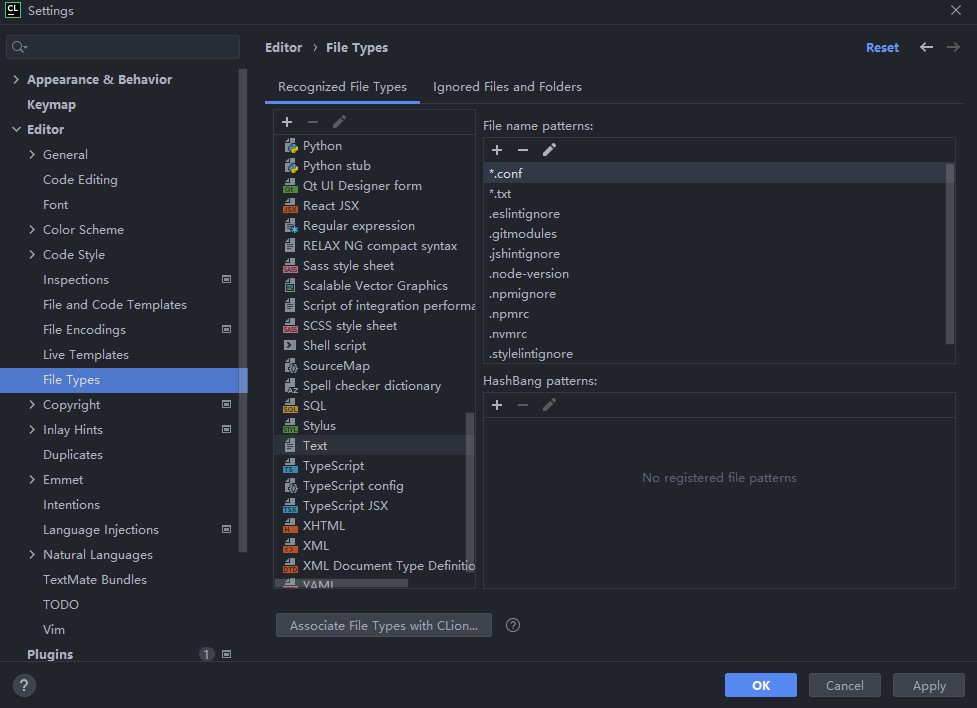 CL
Settings
Appearance & Behavior
Keymap
Editor
General
Code Editing
Font
Color Scheme
Code Style
Inspections
File and Code Templates
File Encodings
Live Templates
File Types
Copyright
Inlay Hints
Duplicates
Emmet
Intentions
Language Injections
Natural Languages
TextMate Bundles
TODO
Vim
Plugins
1
Editor › File Types
Reset
Recognized File Types
Ignored Files and Folders
Python
Python stub
Qt UI Designer form
React JSX
Regular expression
RELAX NG compact syntax
Sass style sheet
Scalable Vector Graphics
Script of integration performa
SCSS style sheet
Shell script
SourceMap
Spell checker dictionary
SQL
Stylus
Text
TypeScript
TypeScript config
TypeScript JSX
XHTML
XML
XML Document Type Definitio
YAML
File name patterns:
*.conf
*.txt
.eslintignore
.gitmodules
.jshintignore
.node-version
.npmignore
.npmrc
.nvmrc
.stylelintignore
HashBang patterns:
No registered file patterns
Associate File Types with CLion...
?
?
OK
Cancel
Apply